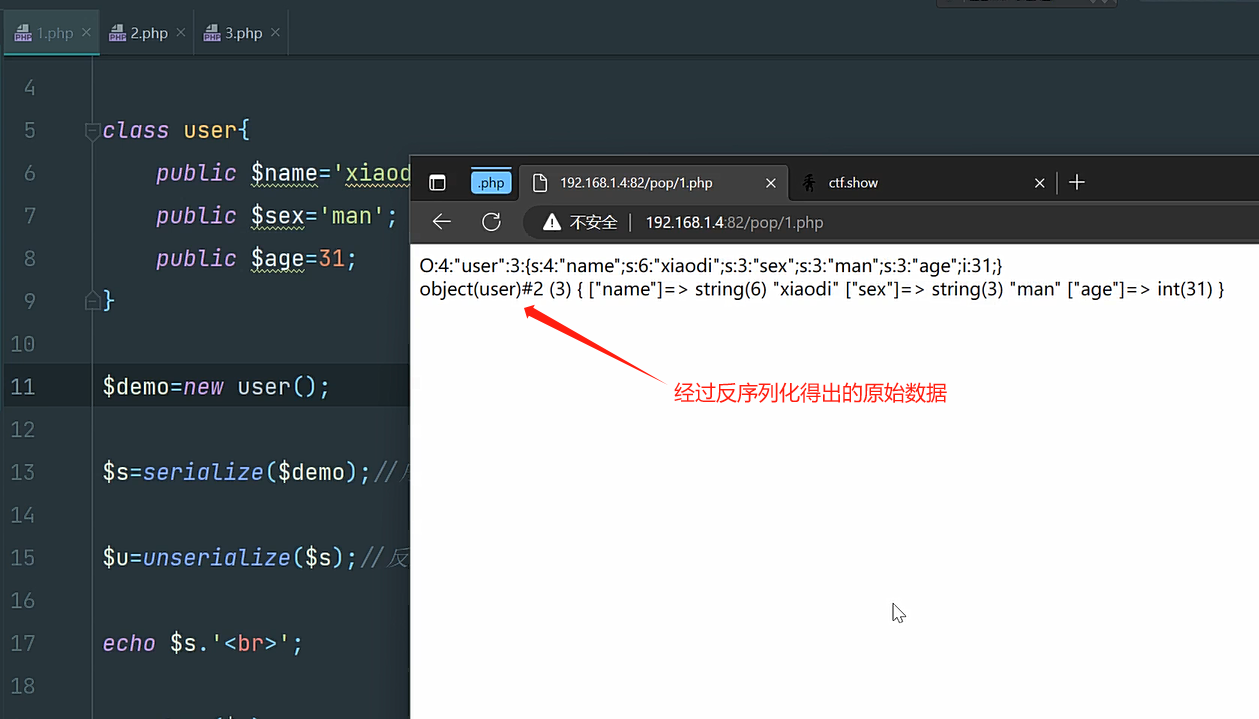 1.php
2.php
3.php
4
5 class user{
6 public $name='xiaod
7 public $sex='man';
8 public $age=31;
9 }
10
11 $demo=new user();
12
13 $s=serialize($demo);//
14
15 $u=unserialize($s);//反
16
17 echo $s.'<br>';
18
.php
192.168.1.4:82/pop/1.php
ctf.show
不安全
192.168.1.4:82/pop/1.php
O:4:"user":3:{s:4:"name";s:6:"xiaodi";s:3:"sex";s:3:"man";s:3:"age";i:31;}
object(user)#2 (3) { ["name"]=> string(6) "xiaodi" ["sex"]=> string(3) "man" ["age"]=> int(31) }
经过反序列化得出的原始数据